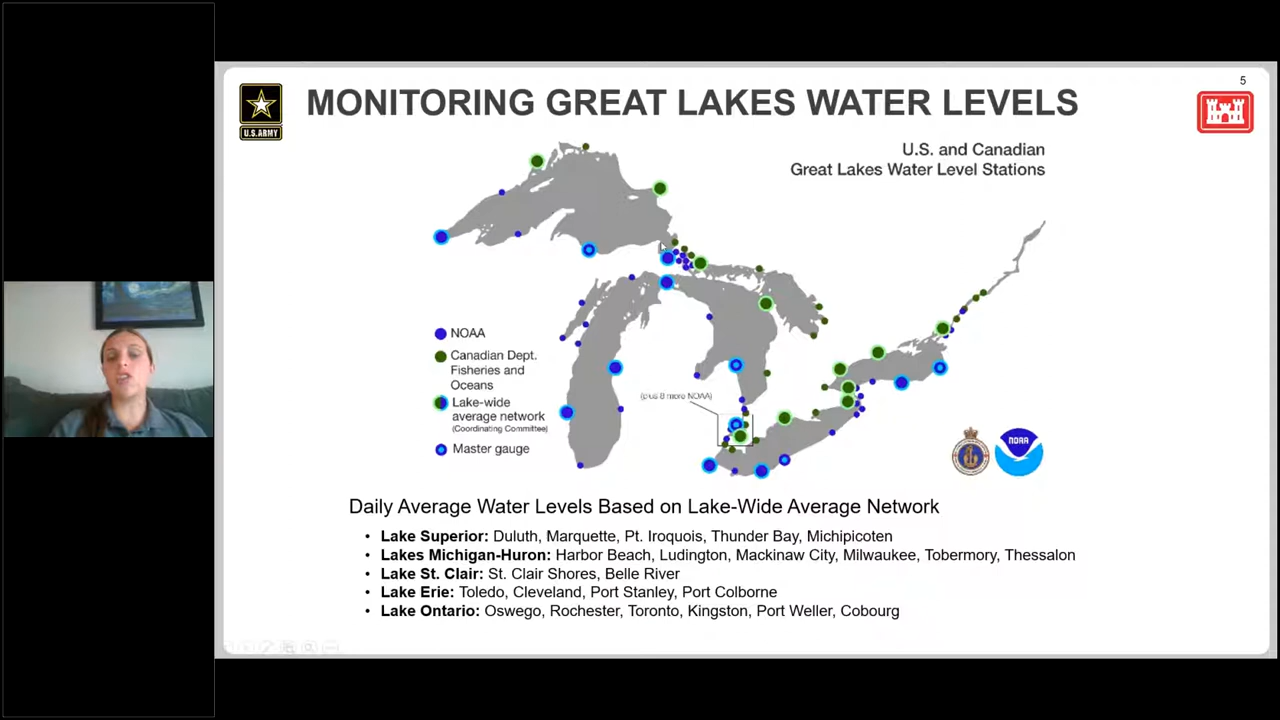 5
MONITORING GREAT LAKES WATER LEVELS
U.S. ARMY
U.S. and Canadian
Great Lakes Water Level Stations
NOAA
Canadian Dept.
Fisheries and
Oceans
Lake-wide
average network
(Coordinating Committee)
Master gauge
(plus 8 more NOAA)
NOAA
Daily Average Water Levels Based on Lake-Wide Average Network
• Lake Superior: Duluth, Marquette, Pt. Iroquois, Thunder Bay, Michipicoten
• Lakes Michigan-Huron: Harbor Beach, Ludington, Mackinaw City, Milwaukee, Tobermory, Thessalon
• Lake St. Clair: St. Clair Shores, Belle River
• Lake Erie: Toledo, Cleveland, Port Stanley, Port Colborne
• Lake Ontario: Oswego, Rochester, Toronto, Kingston, Port Weller, Cobourg